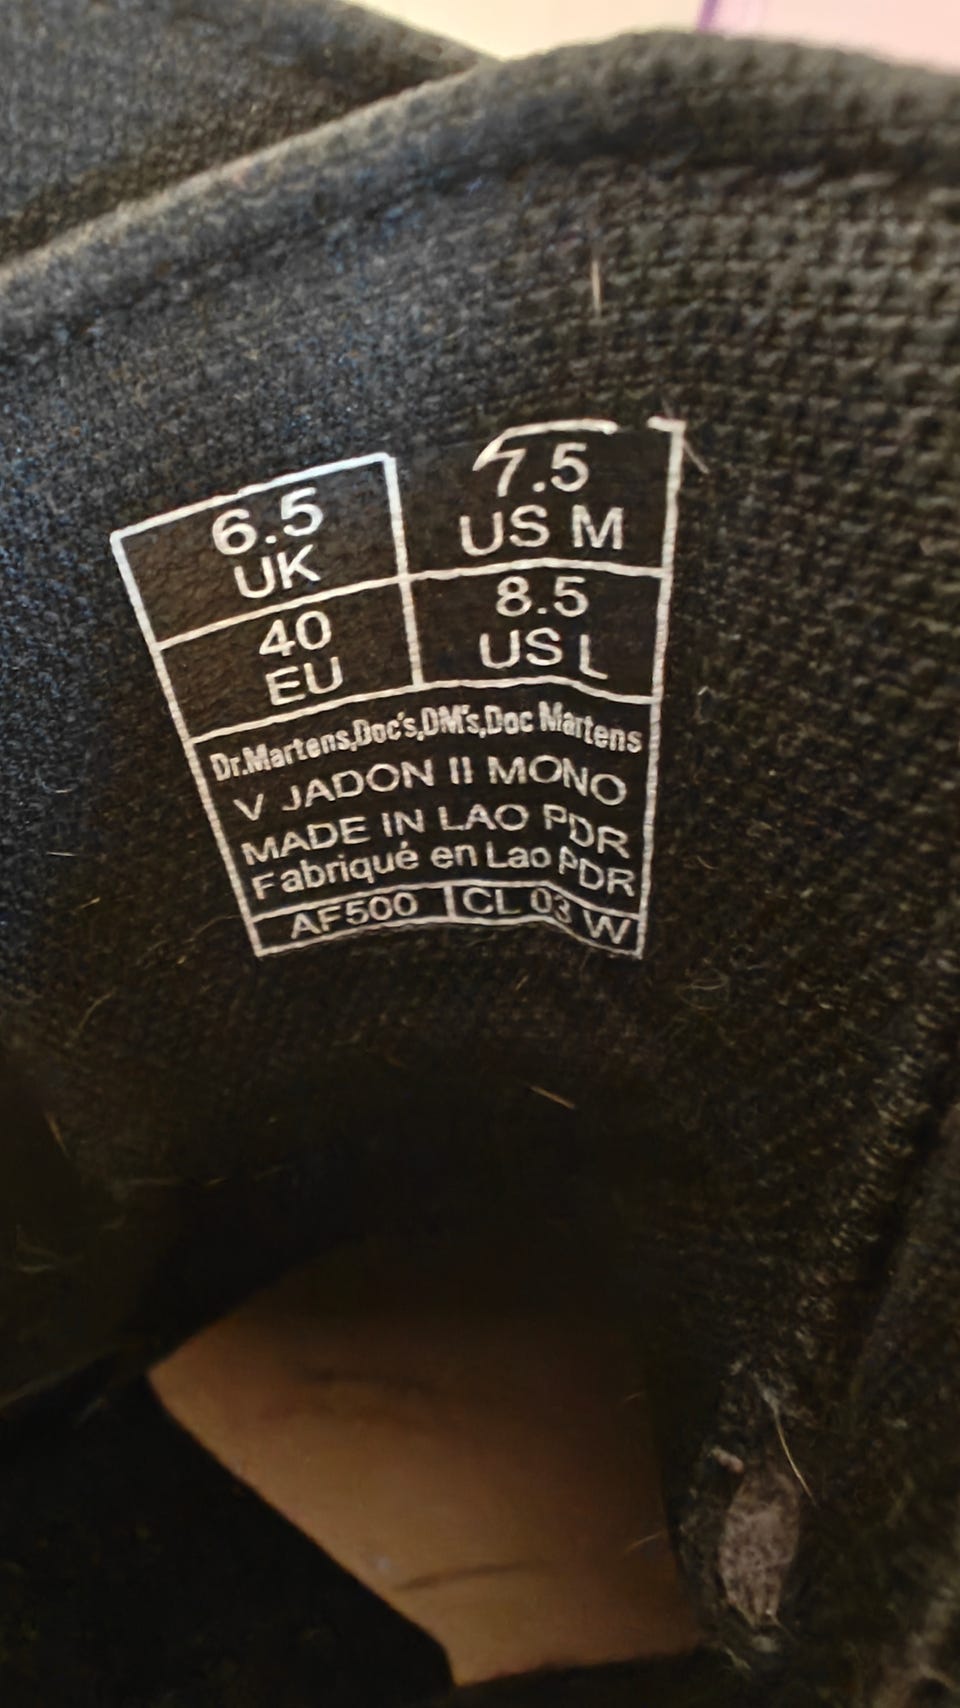 6.5
UK
7.5
US M
40
EU
8.5
US L
Dr.Martens,Doc's,DM's,Doc Martens
V JADON II MONO
MADE IN LAO PDR
Fabriqué en Lao PDR
AF500 CL 03 W